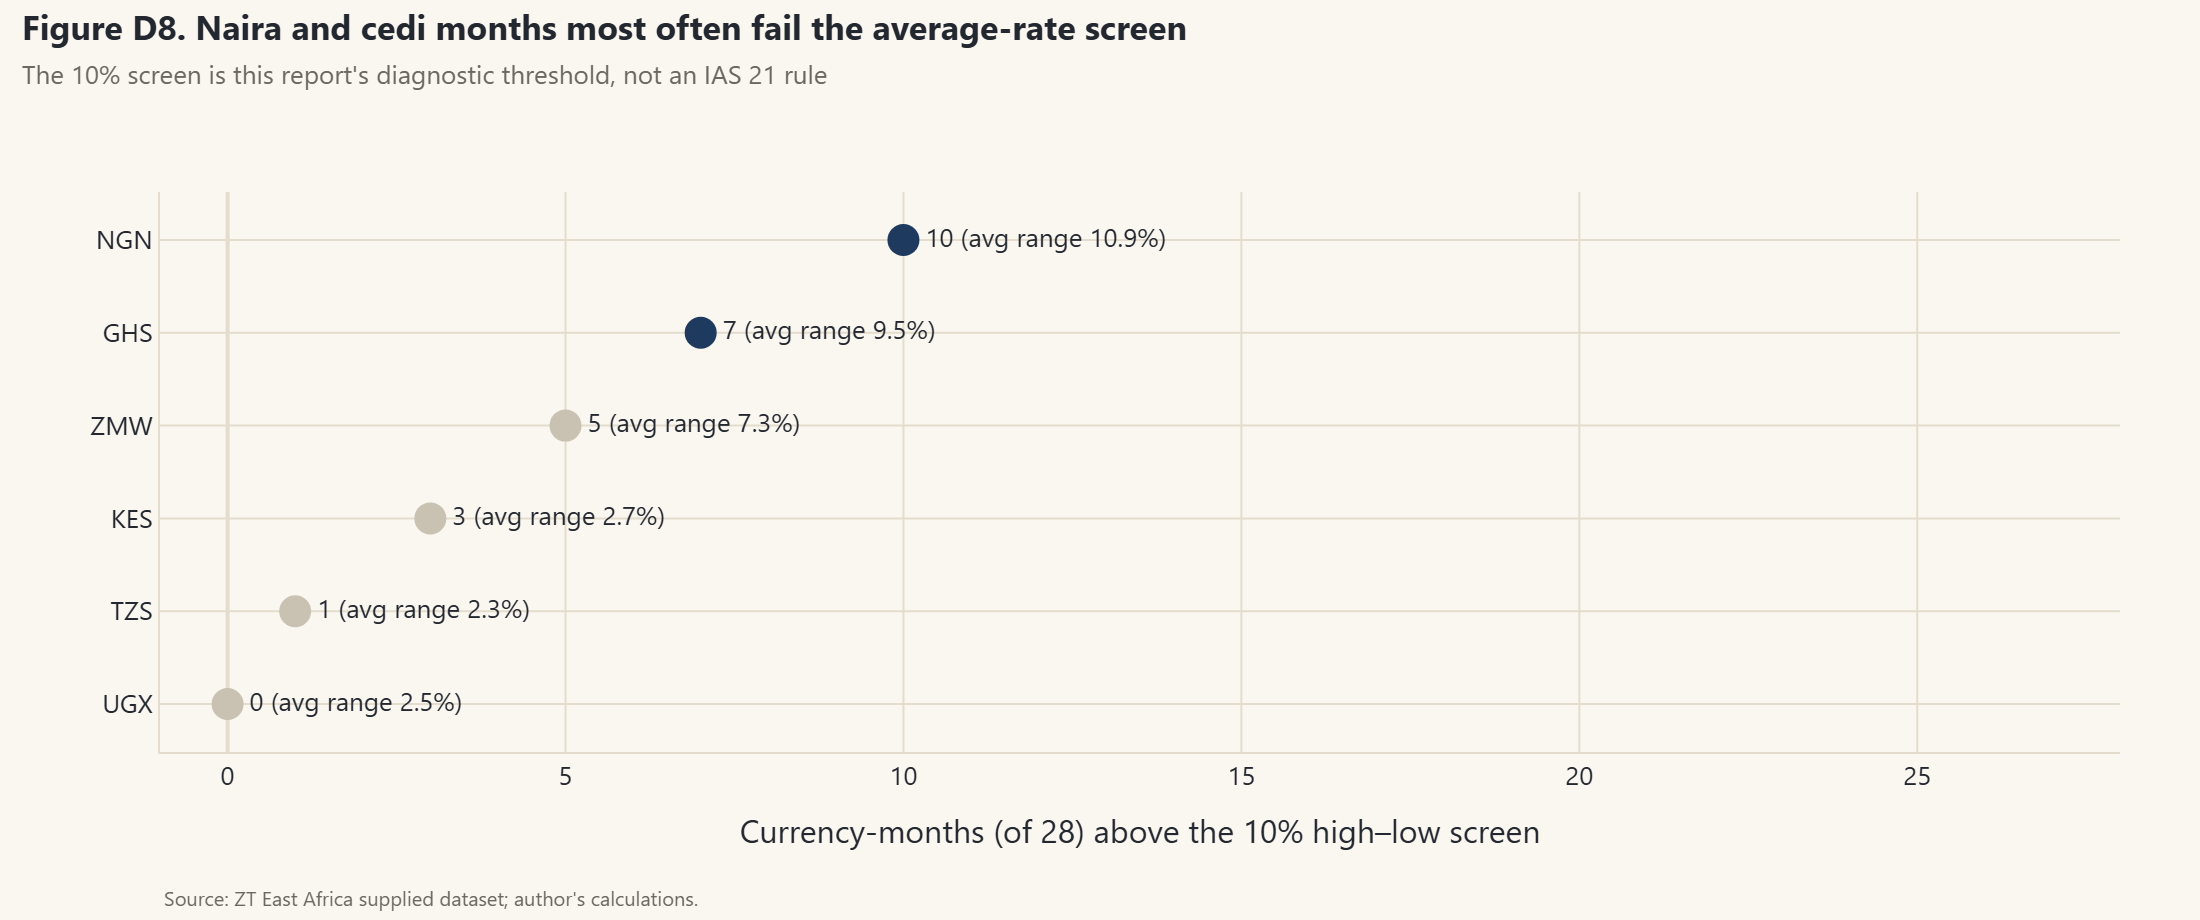 Figure D8. Naira and cedi months most often fail the average-rate screen
The 10% screen is this report's diagnostic threshold, not an IAS 21 rule
NGN
10 (avg range 10.9%)
GHS
7 (avg range 9.5%)
ZMW
5 (avg range 7.3%)
KES
3 (avg range 2.7%)
TZS
1 (avg range 2.3%)
UGX
0 (avg range 2.5%)
0 5 10 15 20 25
Currency-months (of 28) above the 10% high–low screen
Source: ZT East Africa supplied dataset; author's calculations.